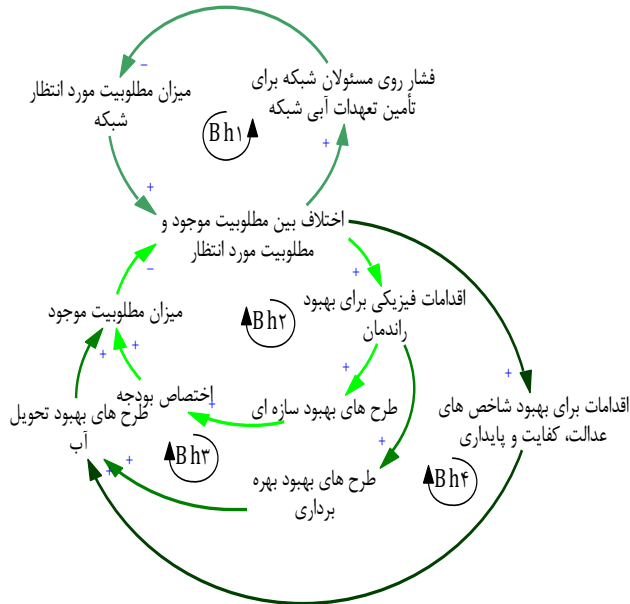 فشار روی مسئولان شبکه برای
تأمین تعهدات آبی شبکه
میزان مطلوبیت مورد انتظار
شبکه
−
Bh۱
+
+
اختلاف بین مطلوبیت موجود و
مطلوبیت مورد انتظار
+
−
اقدامات فیزیکی برای بهبود
راندمان
میزان مطلوبیت موجود
Bh۲
+
+
+
+
اقدامات برای بهبود شاخص های
عدالت، کفایت و پایداری
طرح های بهبود سازه ای
+
اختصاص بودجه
طرح های بهبود تحویل
آب
+
Bh۳
+
+
طرح های بهبود بهره
برداری
Bh۴